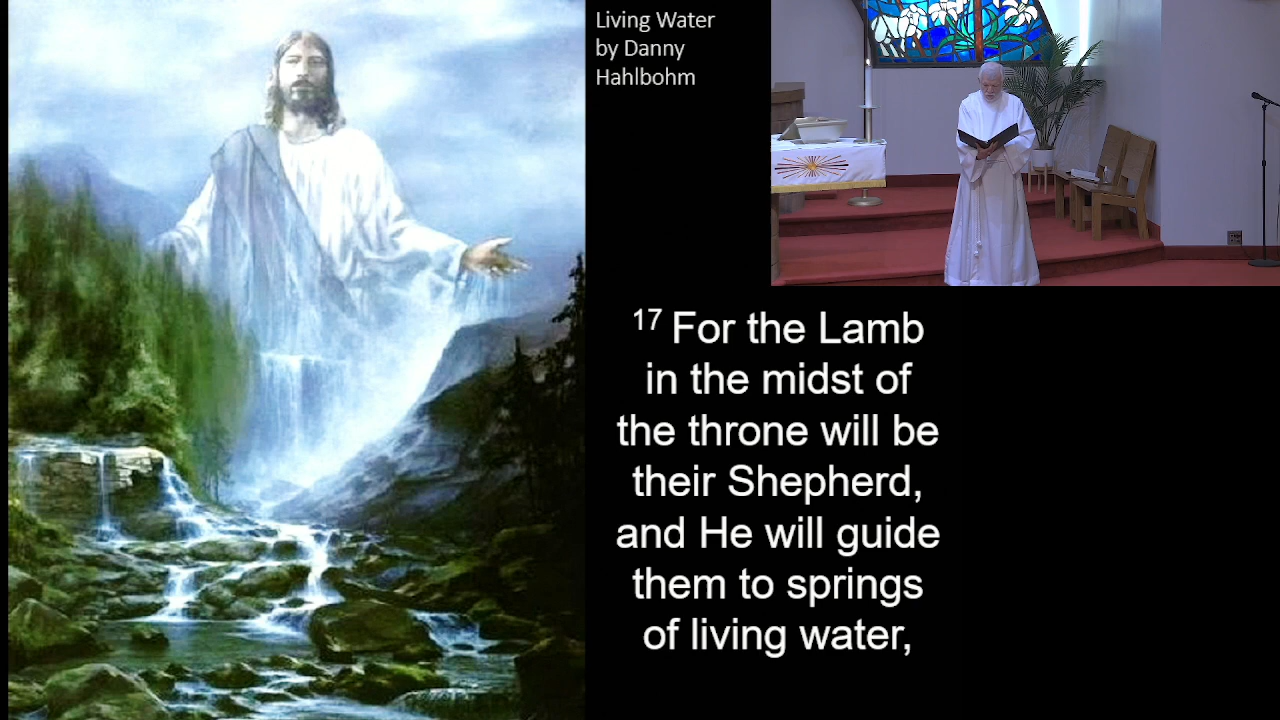 Living Water
by Danny
Hahlbohm
17 For the Lamb
in the midst of
the throne will be
their Shepherd,
and He will guide
them to springs
of living water,